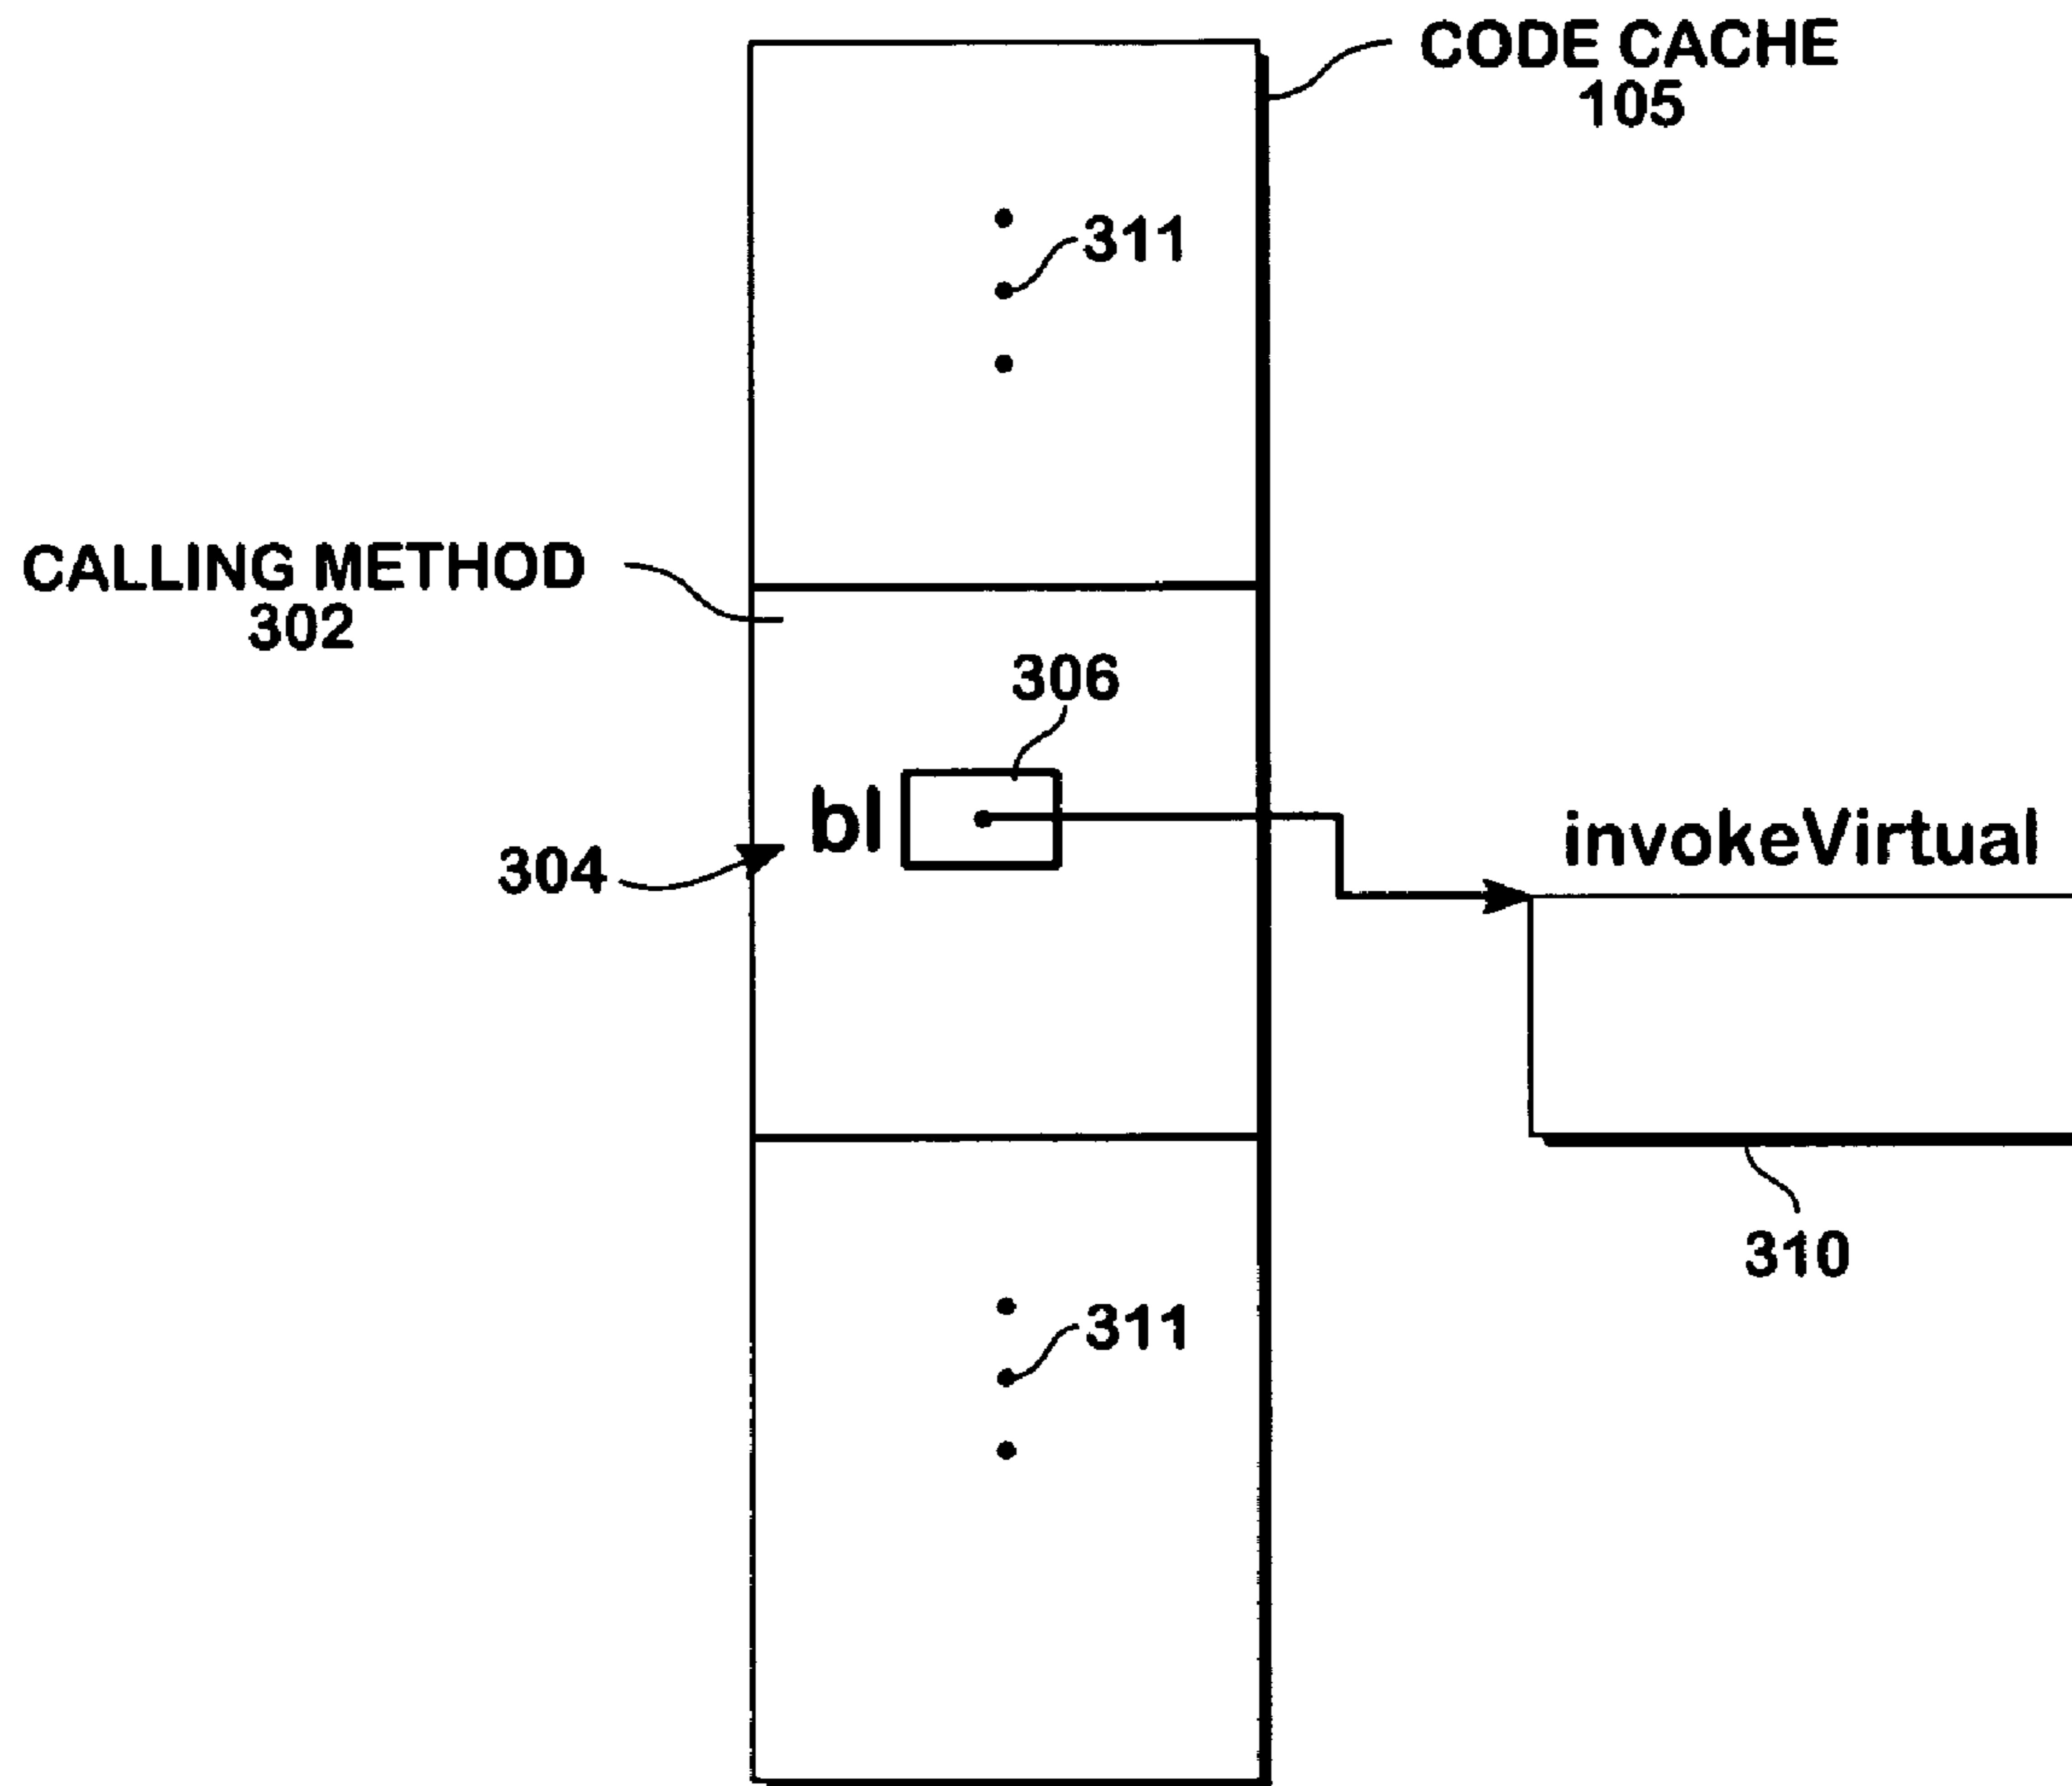 CODE CACHE
105
311
CALLING METHOD
302
306
bl
304
invokeVirtual
310
311